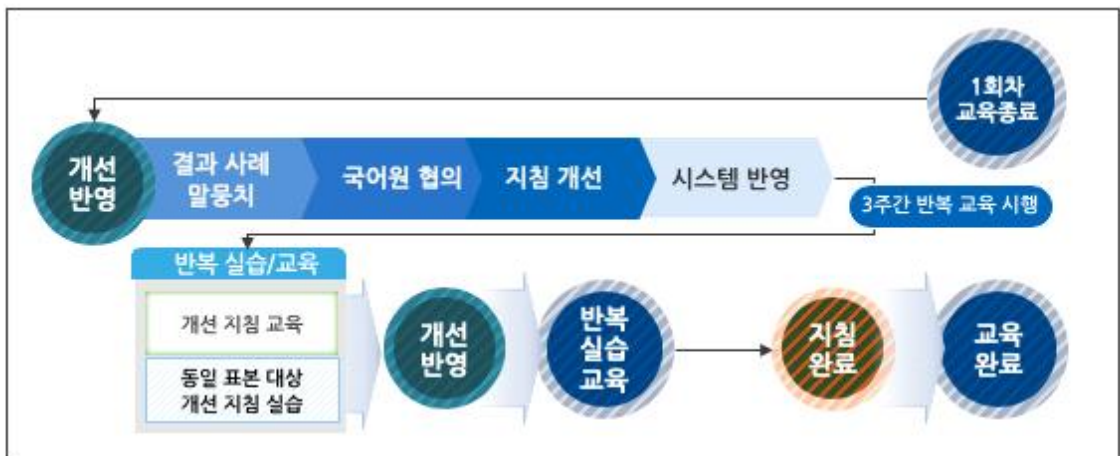 1회차
교육종료
개선
반영
결과 사례
말뭉치
국어원 협의
지침 개선
시스템 반영
3주간 반복 교육 시행
반복 실습/교육
개선 지침 교육
동일 표본 대상
개선 지침 실습
개선
반영
반복
실습
교육
지침
완료
교육
완료